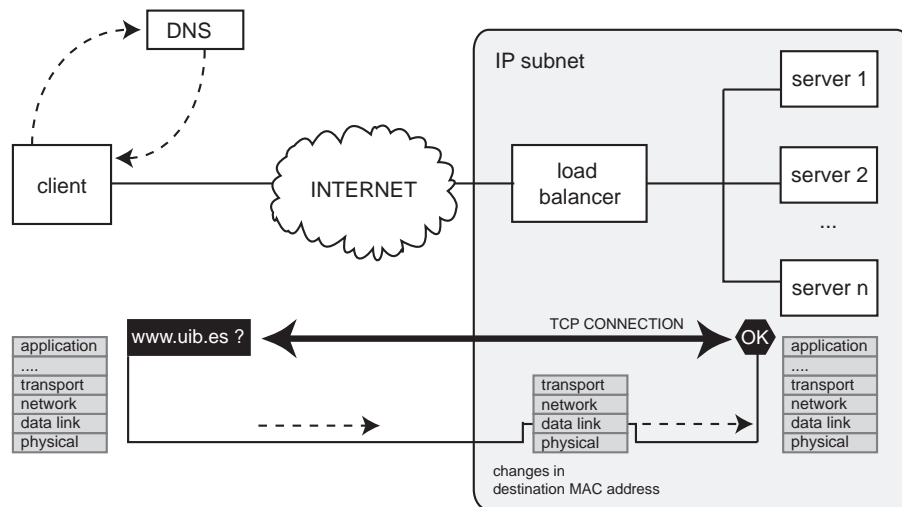 DNS
IP subnet
server 1
client
INTERNET
load
balancer
server 2
...
server n
www.uib.es ?
TCP CONNECTION
OK
application
....
transport
network
data link
physical
transport
network
data link
physical
application
....
transport
network
data link
physical
changes in
destination MAC address